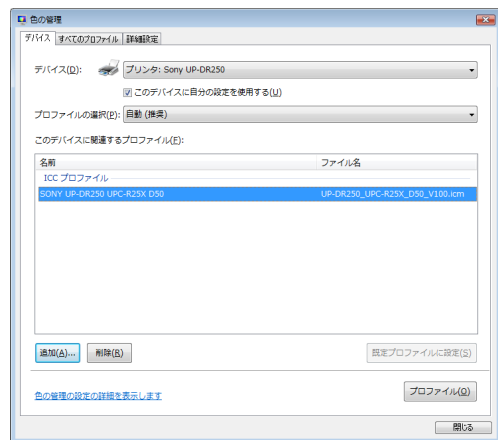 色の管理
デバイス すべてのプロファイル 詳細設定
デバイス(D): プリンタ: Sony UP-DR250
このデバイスに自分の設定を使用する(U)
プロファイルの選択(P): 自動 (推奨)
このデバイスに関連するプロファイル(F):
名前 ファイル名
ICC プロファイル
SONY UP-DR250 UPC-R25X D50 UP-DR250_UPC-R25X_D50_V100.icm
追加(A)... 削除(R) 既定プロファイルに設定(S)
色の管理の設定の詳細を表示します プロファイル(O)
閉じる